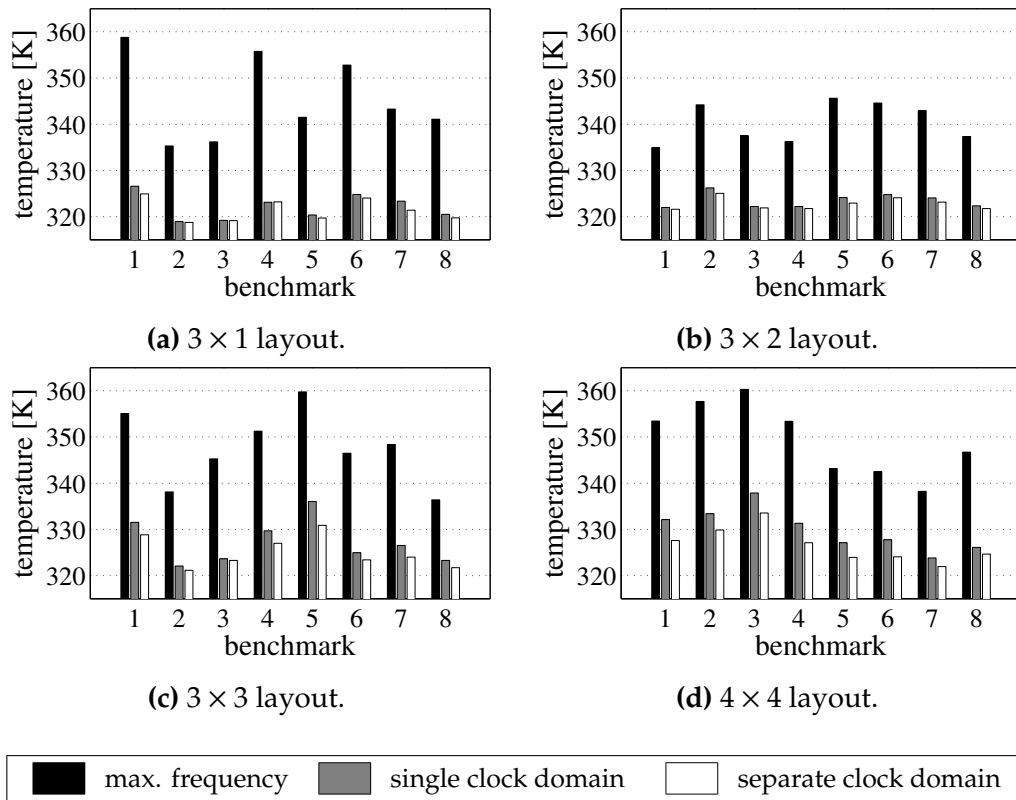 temperature [K]
360
350
340
330
320
1 2 3 4 5 6 7 8
benchmark
(a) 3 × 1 layout.
temperature [K]
360
350
340
330
320
1 2 3 4 5 6 7 8
benchmark
(b) 3 × 2 layout.
temperature [K]
360
350
340
330
320
1 2 3 4 5 6 7 8
benchmark
(c) 3 × 3 layout.
temperature [K]
360
350
340
330
320
1 2 3 4 5 6 7 8
benchmark
(d) 4 × 4 layout.
max. frequency single clock domain separate clock domain